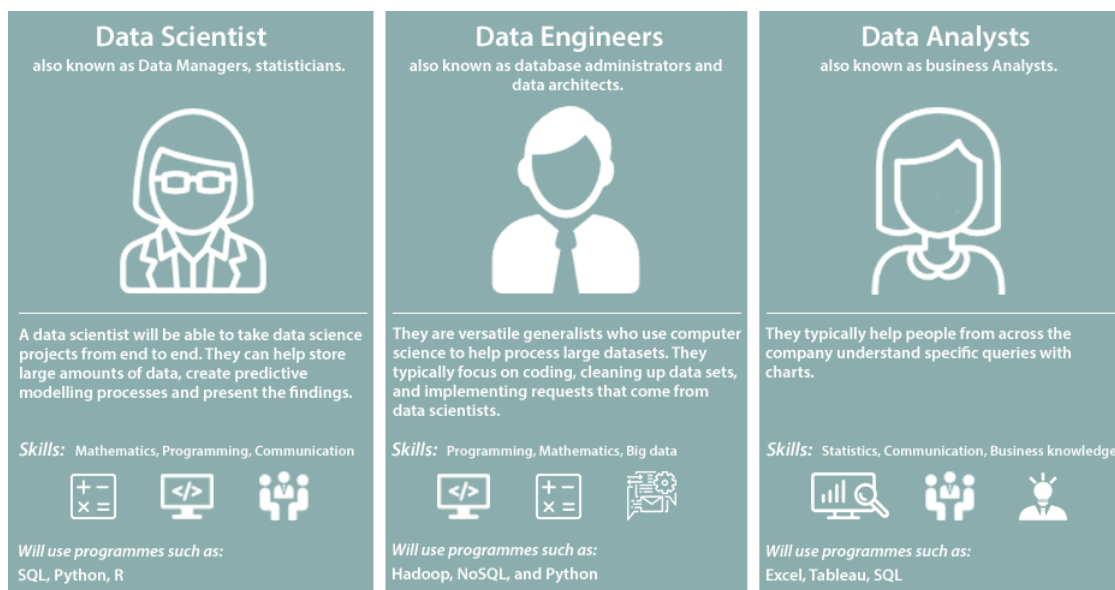 Data Scientist
also known as Data Managers, statisticians.
A data scientist will be able to take data science
projects from end to end. They can help store
large amounts of data, create predictive
modelling processes and present the findings.
Skills: Mathematics, Programming, Communication
Will use programmes such as:
SQL, Python, R
Data Engineers
also known as database administrators and
data architects.
They are versatile generalists who use computer
science to help process large datasets. They
typically focus on coding, cleaning up data sets,
and implementing requests that come from
data scientists.
Skills: Programming, Mathematics, Big data
Will use programmes such as:
Hadoop, NoSQL, and Python
Data Analysts
also known as business Analysts.
They typically help people from across the
company understand specific queries with
charts.
Skills: Statistics, Communication, Business knowledge
Will use programmes such as:
Excel, Tableau, SQL